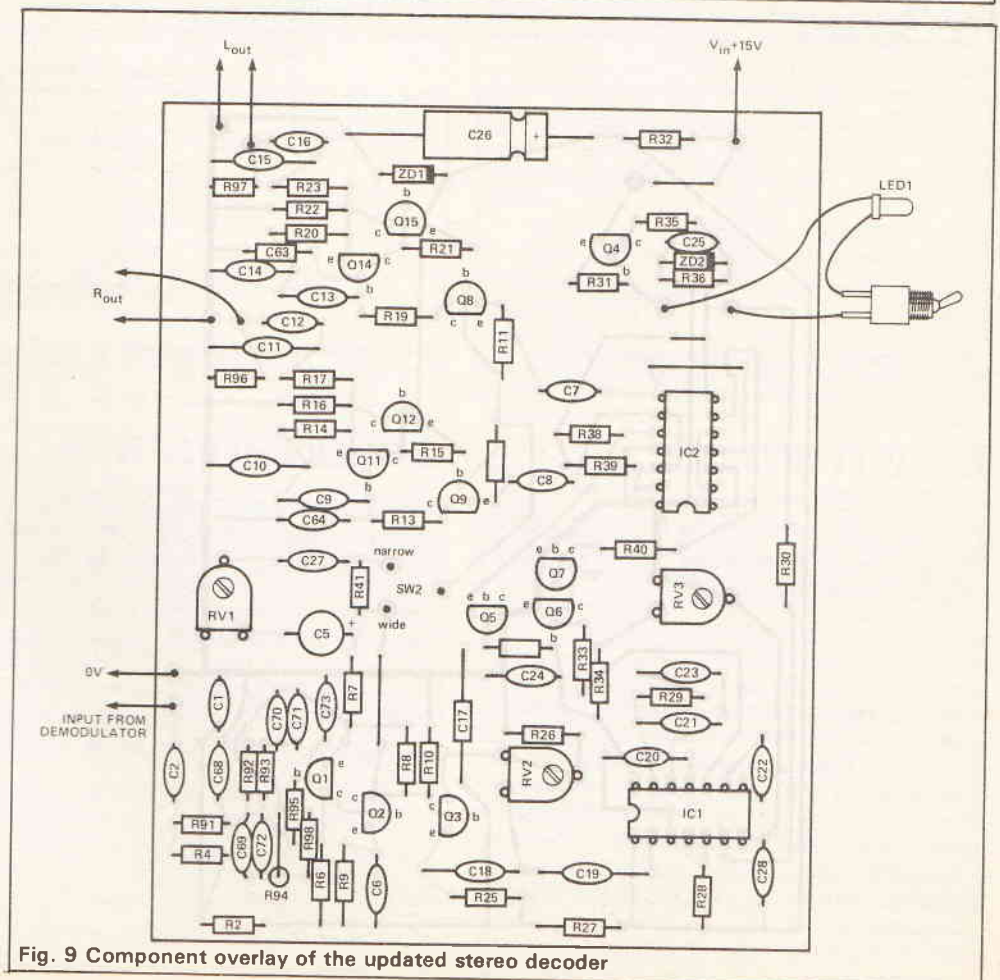 Lout
Vin+15V
C16
C26
+
R32
C15
ZD1
LED1
R97
R23
b
R22
Q15
R35
R20
c
e
R21
e
Q4
c
C25
C63
ZD2
C14
e
Q14
c
R31
b
R36
Rout
C13
b
b
Q8
C12
R19
c
e
R11
C11
R96
R17
C7
R16
b
R14
Q12
R38
c
e
IC2
e
Q11
c
R15
R39
C10
b
C8
C9
c
Q9
e
C64
R13
R40
R30
C27
narrow
e b c
R41
SW2
Q7
RV3
RV1
e b c
e
Q6
c
wide
Q5
C5
+
b
R33
0V
R7
C24
R34
C23
C1
C70
C71
C73
C17
R29
INPUT FROM
DEMODULATOR
C21
R26
C2
C68
R92
R93
b
Q1
e
c
R8
R10
RV2
C20
C22
R95
c
Q2
b
e
c
Q3
b
e
IC1
R91
C69
C72
R98
R4
R94
R6
R9
C6
C18
C19
C28
R25
R28
R2
R27
Fig. 9 Component overlay of the updated stereo decoder